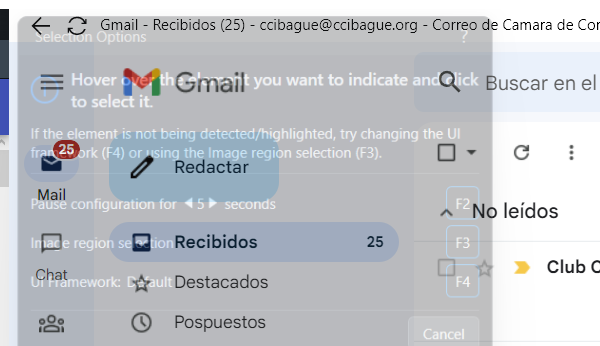 Gmail - Recibidos (25) - ccibague@ccibague.org - Correo de Camara de Cor
Selection Options ?
Hover over the element you want to indicate and click
to select it.
Gmail
Buscar en el
If the element is not being detected/highlighted, try changing the UI
framework (F4) or using the Image region selection (F3).
25
Mail
Redactar
Pause configuration for 5 seconds F2
No leídos
Recibidos 25
Image region selection F3
Chat
Club C
UI Framework: Default F4
Destacados
Pospuestos
Cancel